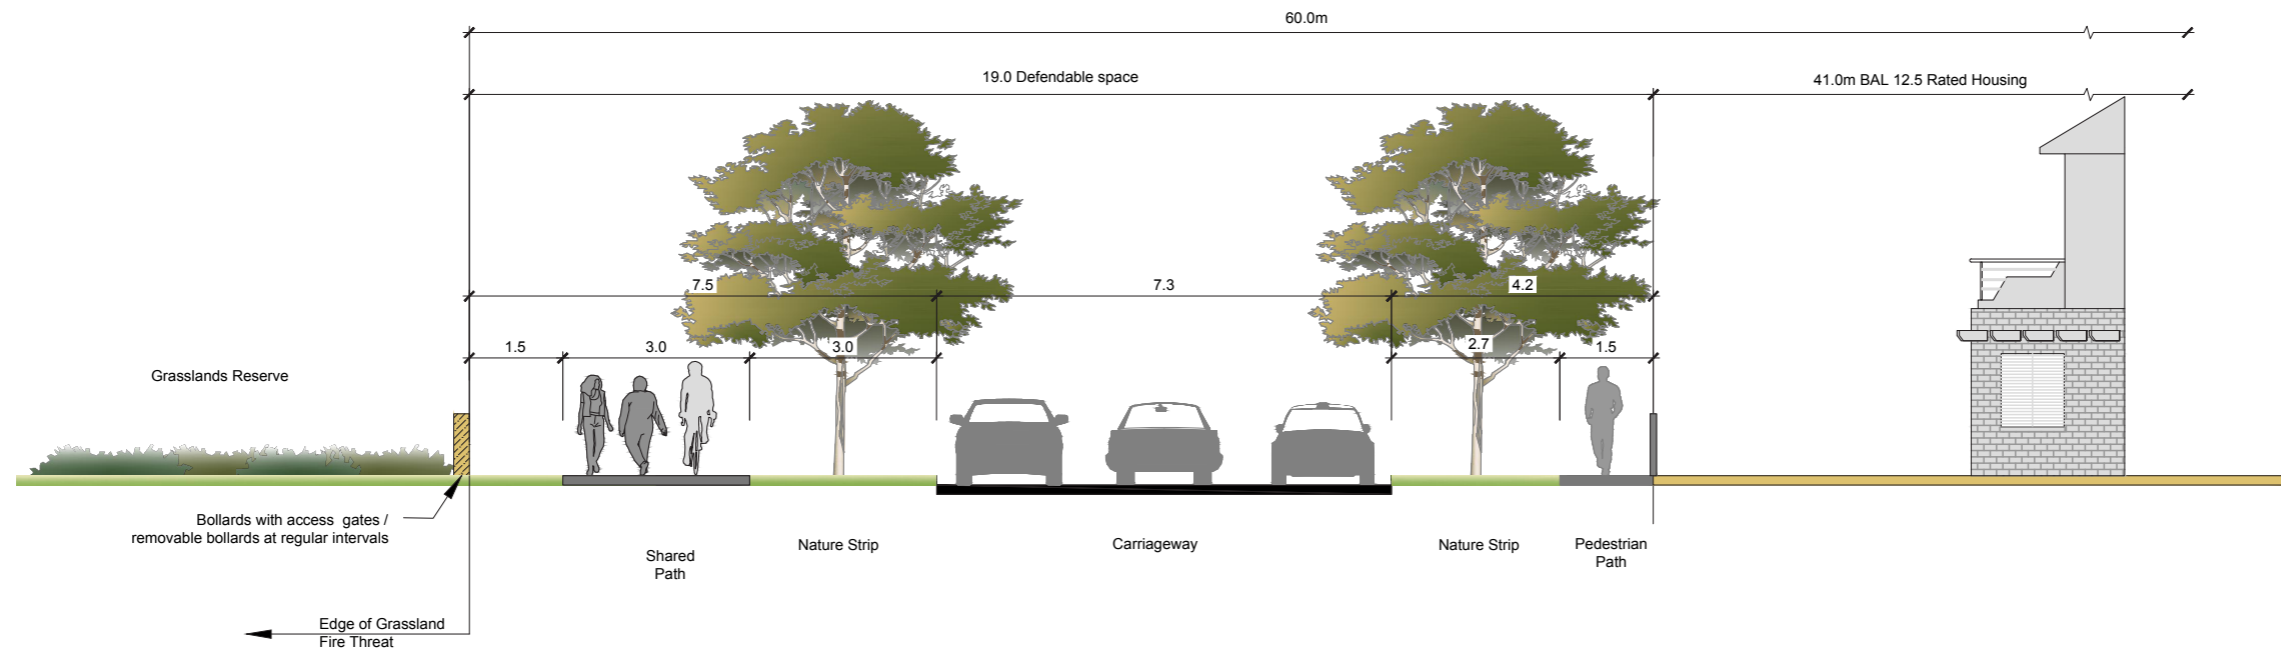 60.0m
19.0 Defendable space
41.0m BAL 12.5 Rated Housing
7.5
7.3
4.2
1.5
3.0
3.0
2.7
1.5
Grasslands Reserve
Bollards with access gates /
removable bollards at regular intervals
Shared
Path
Nature Strip
Carriageway
Nature Strip
Pedestrian
Path
Edge of Grassland
Fire Threat